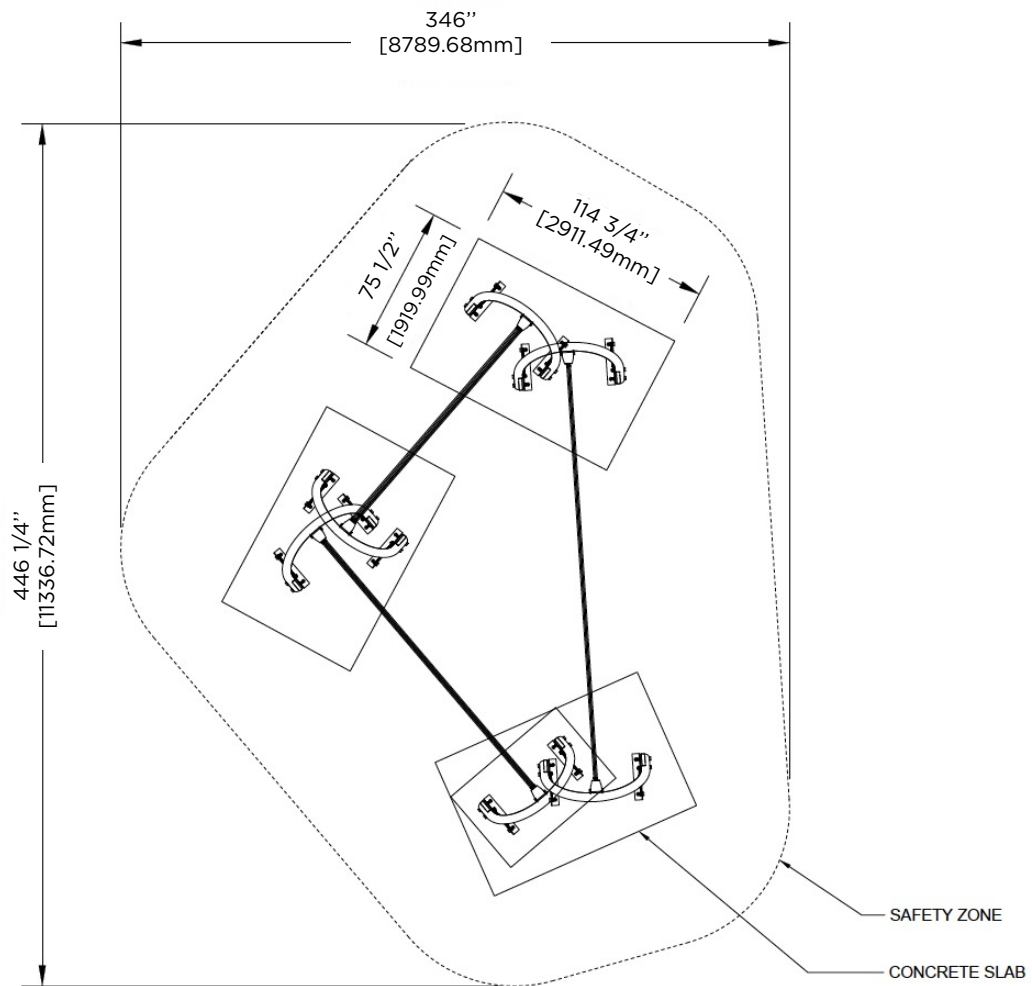 346’’
[8789.68mm]
114 3/4’’
[2911.49mm]
75 1/2’’
[1919.99mm]
446 1/4’’
[11336.72mm]
SAFETY ZONE
CONCRETE SLAB